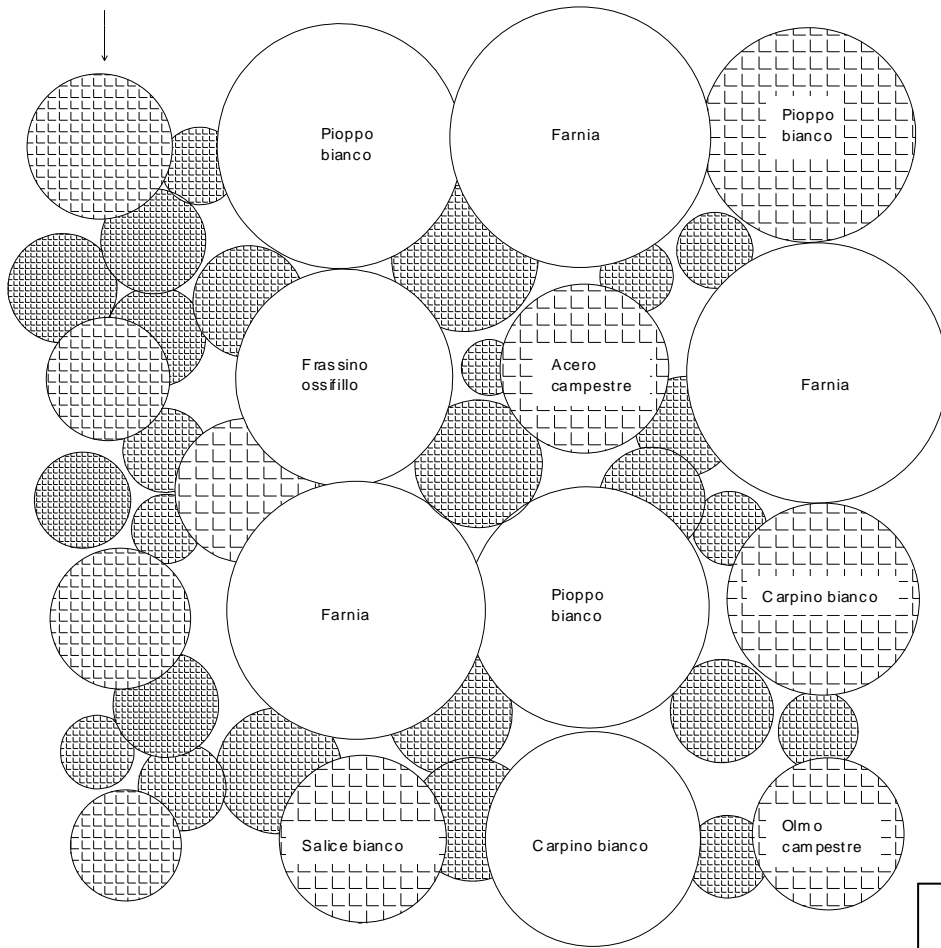 Pioppo
bianco
Farnia
Pioppo
bianco
Frassino
ossifillo
Acero
campestre
Farnia
Farnia
Pioppo
bianco
Carpino bianco
Salice bianco
Carpino bianco
Olmo
campestre